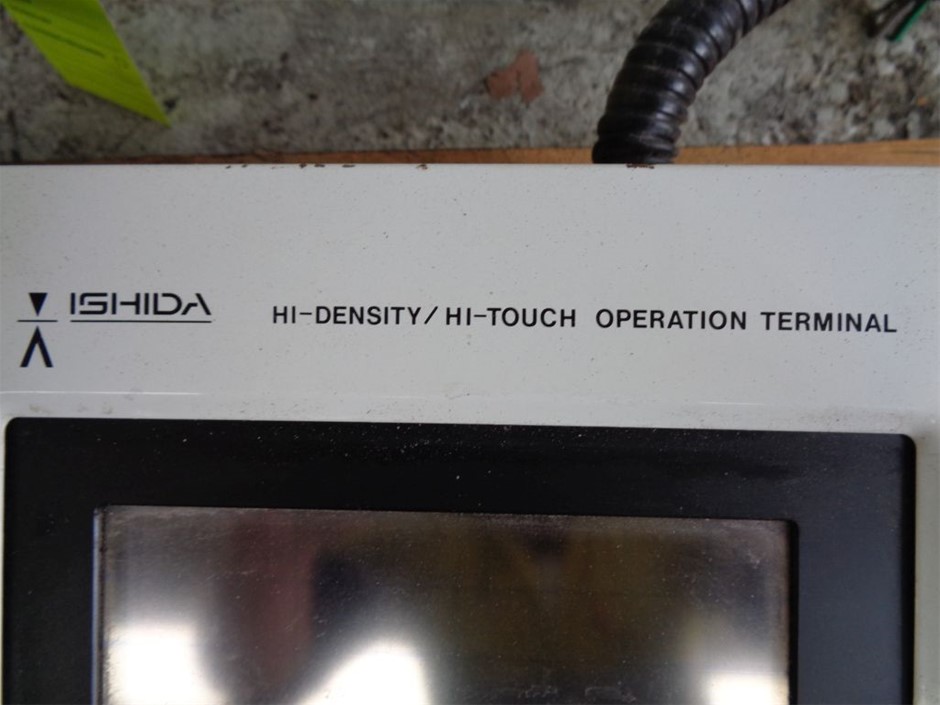 ISHIDA
HI-DENSITY/HI-TOUCH OPERATION TERMINAL